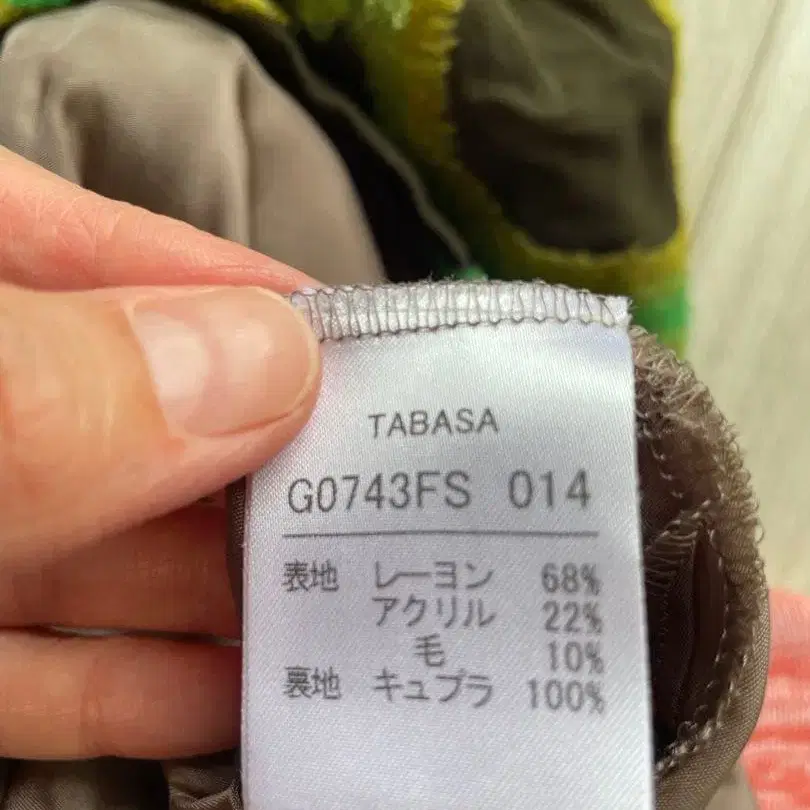 TABASA
G0743FS 014
表地 レーヨン 68%
アクリル 22%
毛 10%
裏地 キュプラ 100%